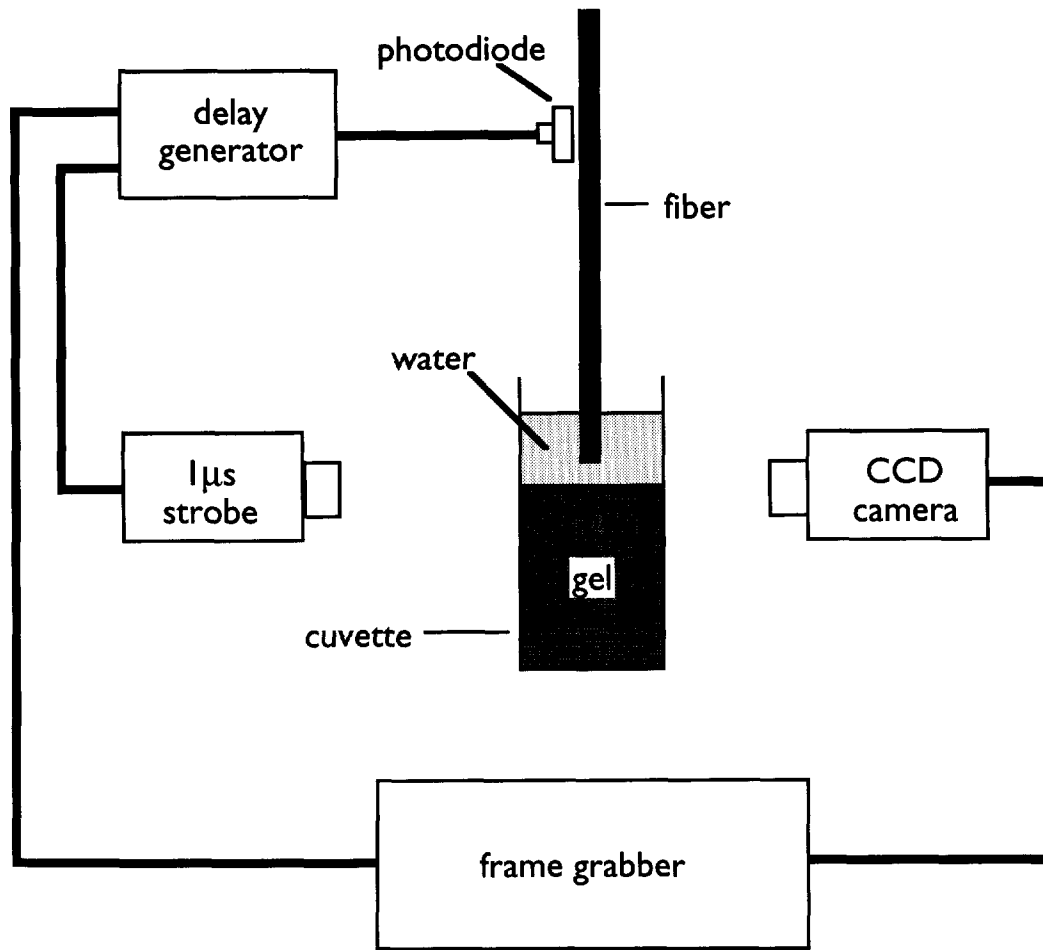 photodiode
delay
generator
fiber
water
1μs
strobe
CCD
camera
gel
cuvette
frame grabber